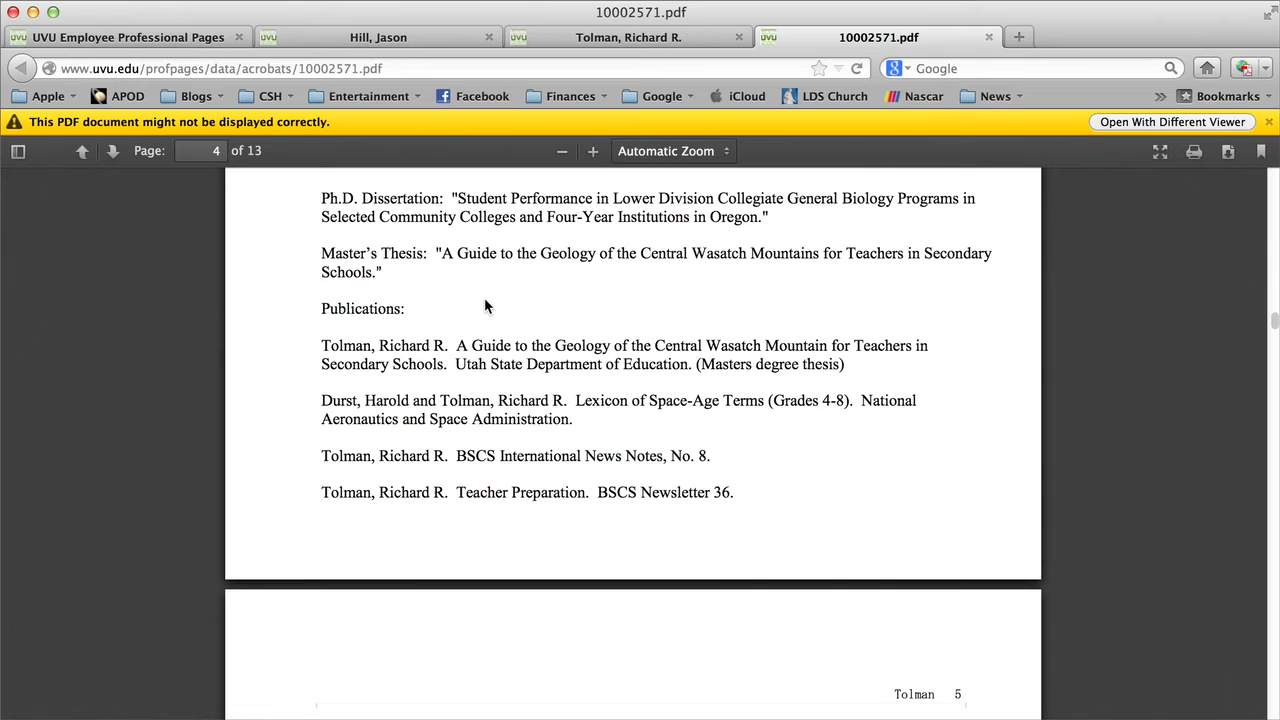 10002571.pdf
UVU Employee Professional Pages
Hill, Jason
Tolman, Richard R.
10002571.pdf
www.uvu.edu/profpages/data/acrobats/10002571.pdf
Google
Apple
APOD
Blogs
CSH
Entertainment
Facebook
Finances
Google
iCloud
LDS Church
Nascar
News
Bookmarks
This PDF document might not be displayed correctly.
Open With Different Viewer
Page: 4 of 13
Automatic Zoom
Ph.D. Dissertation: "Student Performance in Lower Division Collegiate General Biology Programs in
Selected Community Colleges and Four-Year Institutions in Oregon."
Master's Thesis: "A Guide to the Geology of the Central Wasatch Mountains for Teachers in Secondary
Schools."
Publications:
Tolman, Richard R. A Guide to the Geology of the Central Wasatch Mountain for Teachers in
Secondary Schools. Utah State Department of Education. (Masters degree thesis)
Durst, Harold and Tolman, Richard R. Lexicon of Space-Age Terms (Grades 4-8). National
Aeronautics and Space Administration.
Tolman, Richard R. BSCS International News Notes, No. 8.
Tolman, Richard R. Teacher Preparation. BSCS Newsletter 36.
Tolman 5